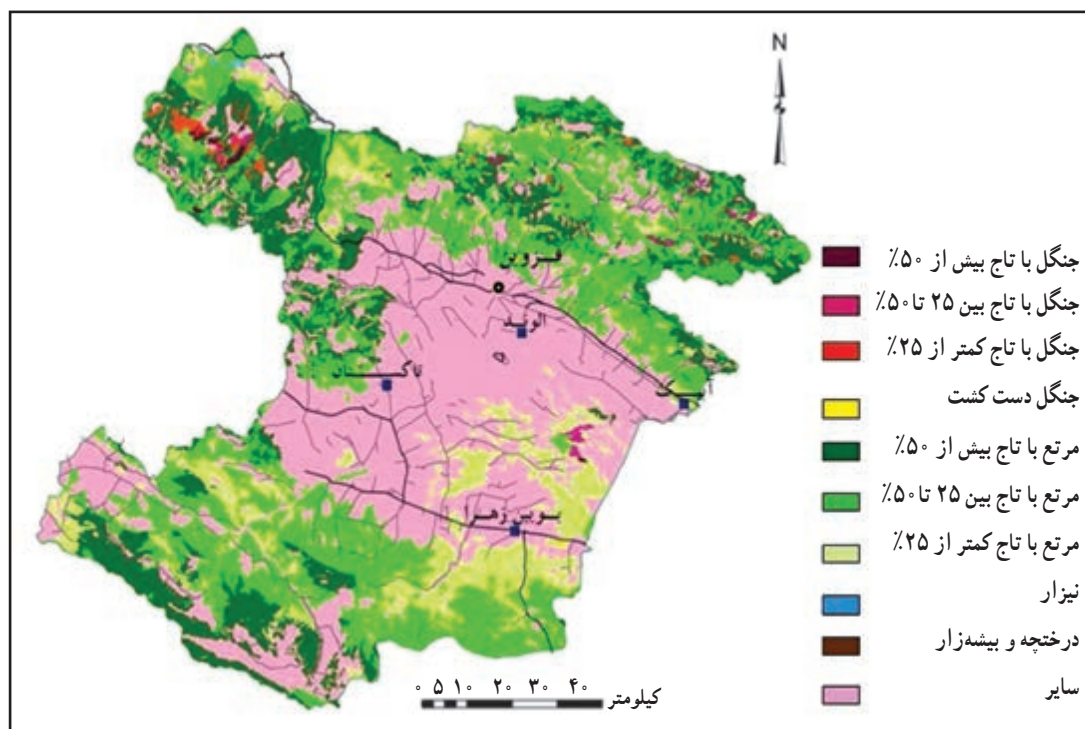 N
قزوین
الوند
تاکستان
آبیک
بویین زهرا
جنگل با تاج بیش از ۵۰٪
جنگل با تاج بین ۲۵ تا ۵۰٪
جنگل با تاج کمتر از ۲۵٪
جنگل دست کشت
مرتع با تاج بیش از ۵۰٪
مرتع با تاج بین ۲۵ تا ۵۰٪
مرتع با تاج کمتر از ۲۵٪
نیزار
درختچه و بیشه‌زار
سایر
۰ ۵ ۱۰ ۲۰ ۳۰ ۴۰ کیلومتر